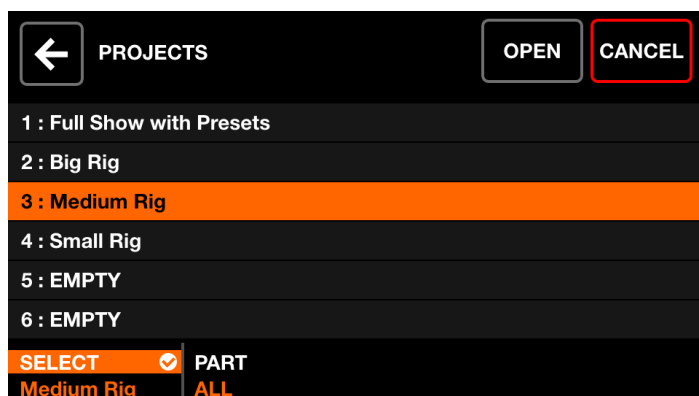 PROJECTS
OPEN
CANCEL
1 : Full Show with Presets
2 : Big Rig
3 : Medium Rig
4 : Small Rig
5 : EMPTY
6 : EMPTY
SELECT PART
Medium Rig ALL